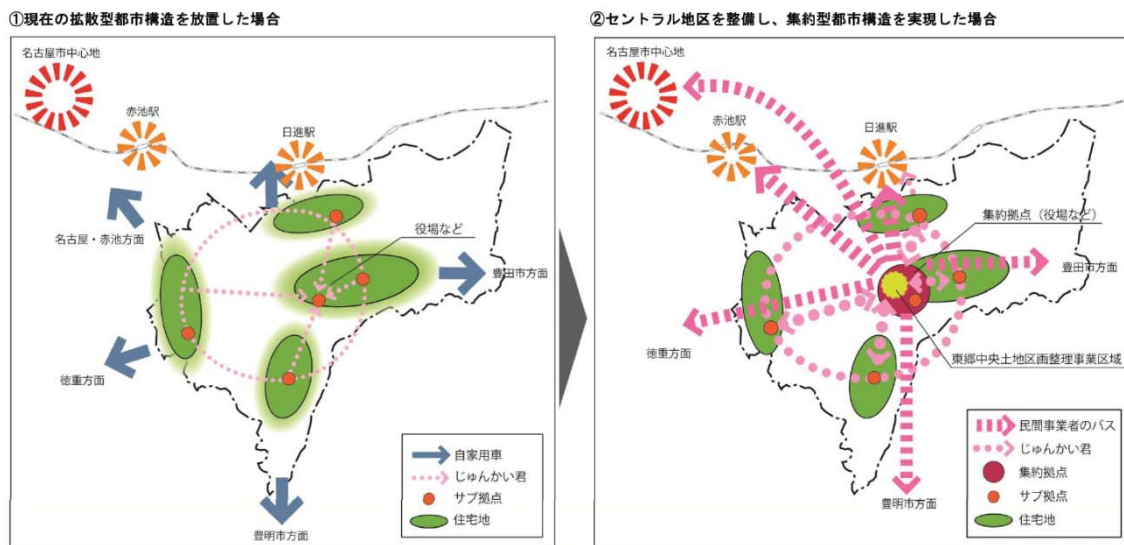 ①現在の拡散型都市構造を放置した場合
名古屋市中心地
赤池駅
日進駅
名古屋・赤池方面
役場など
豊田市方面
徳重方面
豊明市方面
自家用車
じゅんかい君
サブ拠点
住宅地
②セントラル地区を整備し、集約型都市構造を実現した場合
名古屋市中心地
赤池駅
日進駅
集約拠点（役場など）
豊田市方面
徳重方面
東郷中央土地区画整理事業区域
豊明市方面
民間事業者のバス
じゅんかい君
集約拠点
サブ拠点
住宅地